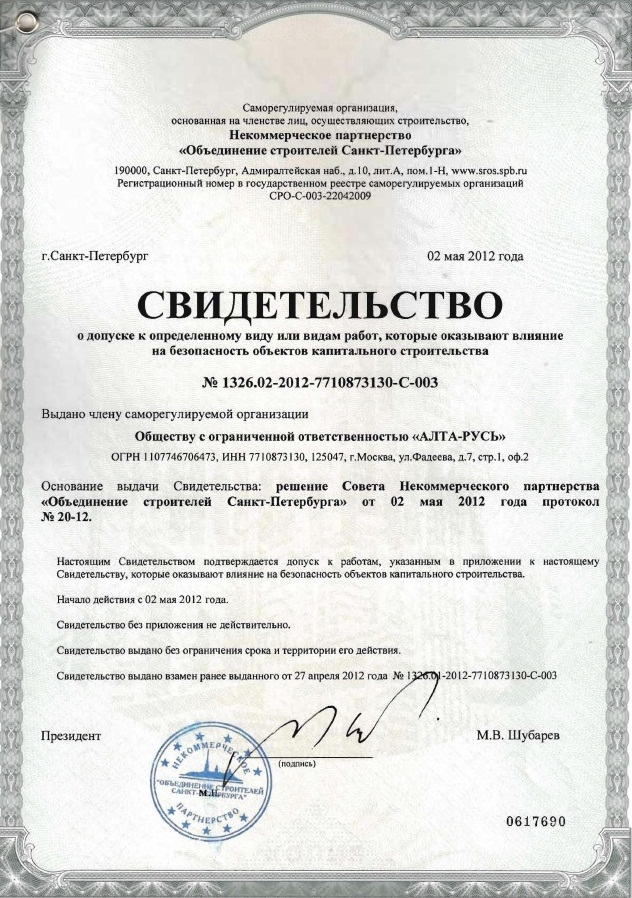 Саморегулируемая организация,
основанная на членстве лиц, осуществляющих строительство,
Некоммерческое партнерство
«Объединение строителей Санкт-Петербурга»
190000, Санкт-Петербург, Адмиралтейская наб., д.10, лит.А, пом.1-Н, www.sros.spb.ru
Регистрационный номер в государственном реестре саморегулируемых организаций
СРО-С-003-22042009
г.Санкт-Петербург 02 мая 2012 года
СВИДЕТЕЛЬСТВО
о допуске к определенному виду или видам работ, которые оказывают влияние
на безопасность объектов капитального строительства
№ 1326.02-2012-7710873130-С-003
Выдано члену саморегулируемой организации
Обществу с ограниченной ответственностью «АЛТА-РУСЬ»
ОГРН 1107746706473, ИНН 7710873130, 125047, г.Москва, ул.Фадеева, д.7, стр.1, оф.2
Основание выдачи Свидетельства: решение Совета Некоммерческого партнерства
«Объединение строителей Санкт-Петербурга» от 02 мая 2012 года протокол
№ 20-12.
Настоящим Свидетельством подтверждается допуск к работам, указанным в приложении к настоящему
Свидетельству, которые оказывают влияние на безопасность объектов капитального строительства.
Начало действия с 02 мая 2012 года.
Свидетельство без приложения не действительно.
Свидетельство выдано без ограничения срока и территории его действия.
Свидетельство выдано взамен ранее выданного от 27 апреля 2012 года № 1326.01-2012-7710873130-С-003
Президент М.В. Шубарев
(подпись)
НЕКОММЕРЧЕСКОЕ
"ОБЪЕДИНЕНИЕ СТРОИТЕЛЕЙ
САНКТ-ПЕТЕРБУРГА"
М.П.
ПАРТНЕРСТВО
0617690